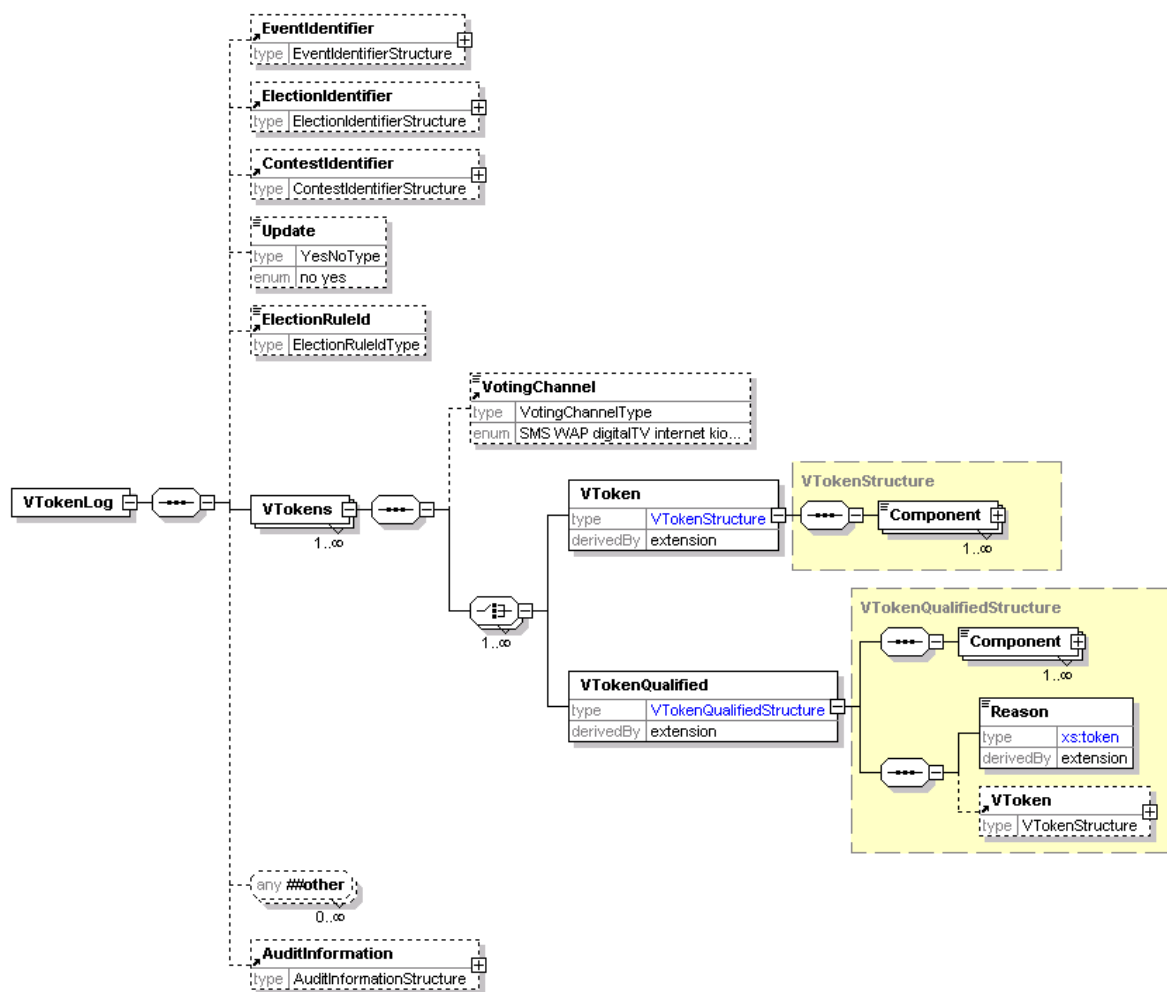 EventIdentifier
type EventIdentifierStructure
ElectionIdentifier
type ElectionIdentifierStructure
ContestIdentifier
type ContestIdentifierStructure
Update
type YesNoType
enum no yes
ElectionRuleId
type ElectionRuleIdType
VotingChannel
type VotingChannelType
enum SMS WAP digitalTV internet kio...
VTokenLog
VTokens
1..∞
VToken
type VTokenStructure
derivedBy extension
VTokenStructure
Component
1..∞
1..∞
VTokenQualified
type VTokenQualifiedStructure
derivedBy extension
VTokenQualifiedStructure
Component
1..∞
Reason
type xs:token
derivedBy extension
VToken
type VTokenStructure
any ##other
0..∞
AuditInformation
type AuditInformationStructure